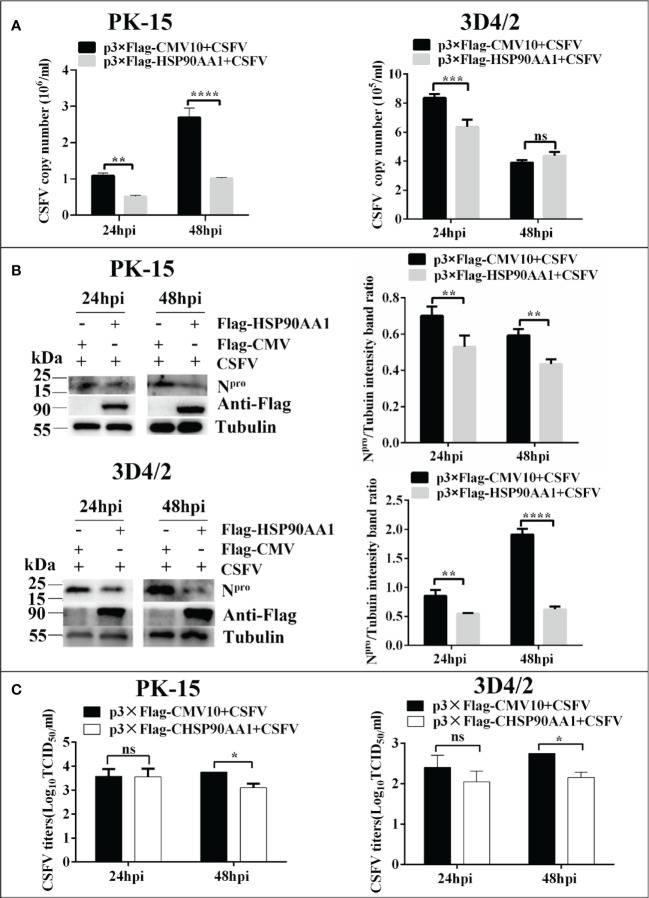 A
PK-15
p3×Flag-CMV10+CSFV
p3×Flag-HSP90AA1+CSFV
CSFV copy number (10⁶/ml)
4
3
2
1
0
**
****
24hpi
48hpi
3D4/2
p3×Flag-CMV10+CSFV
p3×Flag-HSP90AA1+CSFV
CSFV copy number (10⁵/ml)
10
8
6
4
2
0
***
ns
24hpi
48hpi
B
PK-15
24hpi
48hpi
- + - + Flag-HSP90AA1
+ - + - Flag-CMV
kDa
+ + + + CSFV
25
15
Nᵖʳᵒ
90
Anti-Flag
55
Tubulin
p3×Flag-CMV10+CSFV
p3×Flag-HSP90AA1+CSFV
Nᵖʳᵒ/Tubuin intensity band ratio
0.8
0.6
0.4
0.2
0.0
**
**
24hpi
48hpi
3D4/2
24hpi
48hpi
- + - + Flag-HSP90AA1
+ - + - Flag-CMV
kDa
+ + + + CSFV
25
15
Nᵖʳᵒ
90
Anti-Flag
55
Tubulin
p3×Flag-CMV10+CSFV
p3×Flag-HSP90AA1+CSFV
Nᵖʳᵒ/Tubuin intensity band ratio
2.5
2.0
1.5
1.0
0.5
0.0
**
****
24hpi
48hpi
C
PK-15
p3×Flag-CMV10+CSFV
p3×Flag-CHSP90AA1+CSFV
CSFV titers(Log₁₀TCID₅₀/ml)
5
4
3
2
1
0
ns
*
24hpi
48hpi
3D4/2
p3×Flag-CMV10+CSFV
p3×Flag-CHSP90AA1+CSFV
CSFV titers(Log₁₀TCID₅₀/ml)
3
2
1
0
ns
*
24hpi
48hpi